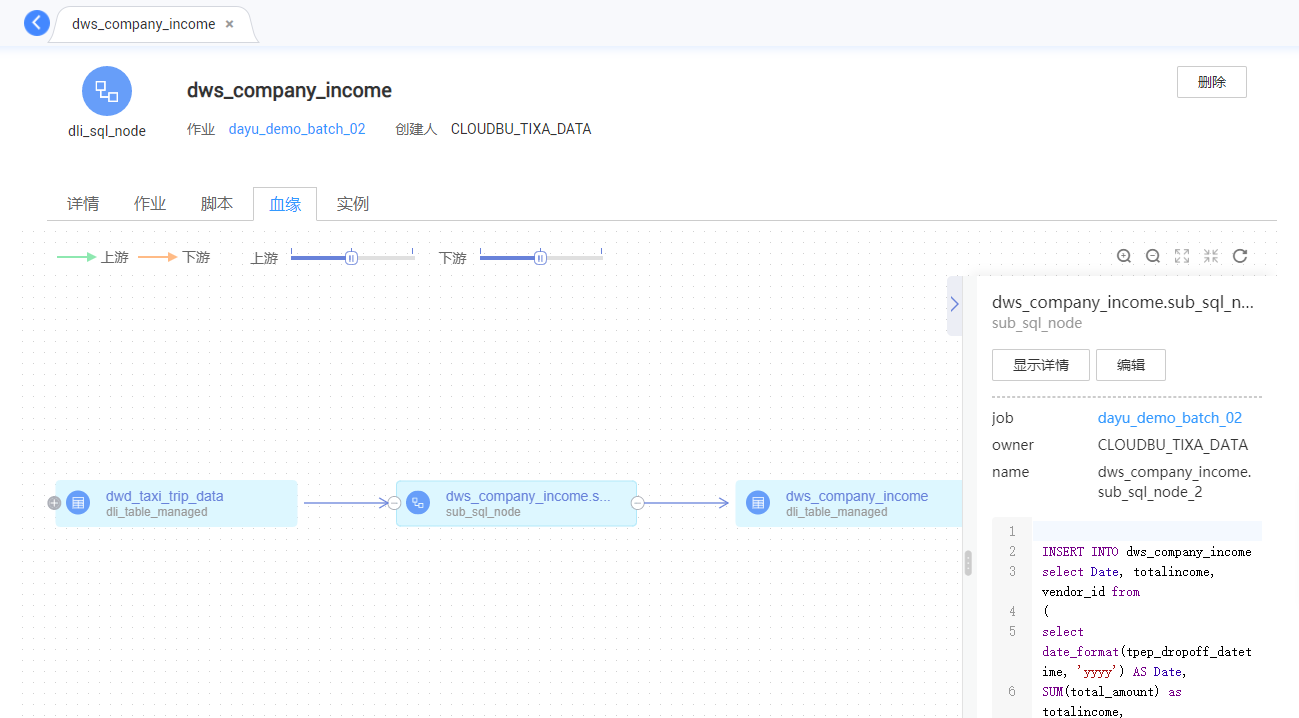 dws_company_income ×
dws_company_income
删除
dli_sql_node
作业 dayu_demo_batch_02 创建人 CLOUDBU_TIXA_DATA
详情 作业 脚本 血缘 实例
上游 下游 上游 下游
dws_company_income.sub_sql_n...
sub_sql_node
显示详情 编辑
job dayu_demo_batch_02
owner CLOUDBU_TIXA_DATA
name dws_company_income.
sub_sql_node_2
dwd_taxi_trip_data
dli_table_managed
dws_company_income.s...
sub_sql_node
dws_company_income
dli_table_managed
1
2 INSERT INTO dws_company_income
3 select Date, totalincome,
vendor_id from
4 (
5 select
date_format(tpep_dropoff_datet
ime, 'yyyy') AS Date,
6 SUM(total_amount) as
totalincome,